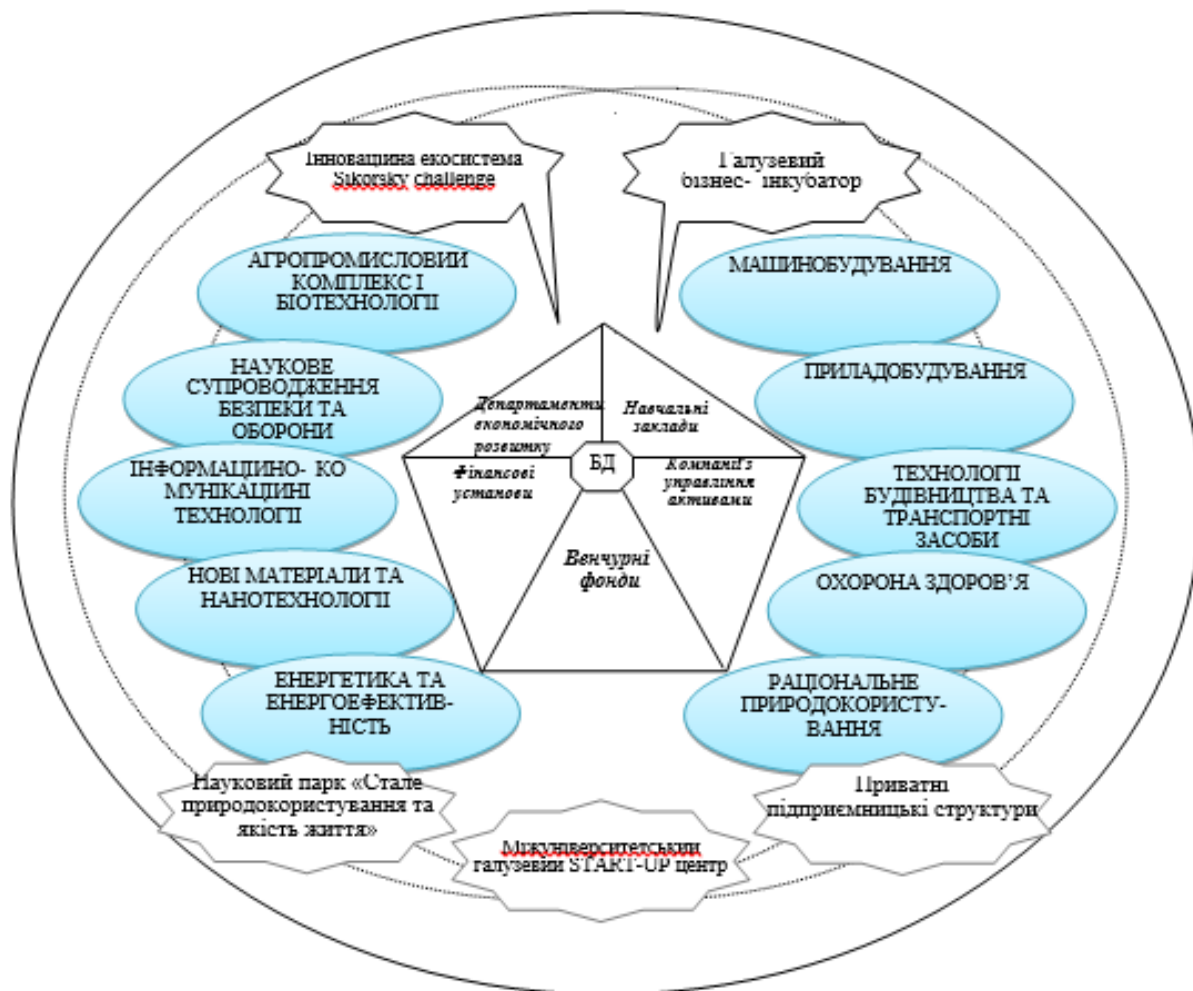 Інноваційна екосистема
Sikorsky challenge
Галузевий
бізнес- інкубатор
АГРОПРОМИСЛОВИЙ
КОМПЛЕКС І
БІОТЕХНОЛОГІЇ
МАШИНОБУДУВАННЯ
НАУКОВЕ
СУПРОВОДЖЕННЯ
БЕЗПЕКИ ТА
ОБОРОНИ
ПРИЛАДОБУДУВАННЯ
Департаменти
економічного
розвитку
Навчальні
заклади
БД
Фінансові
установи
Компанії's
управління
активами
Венчурні
фонди
ІНФОРМАЦІЙНО- КО
МУНІКАЦІЙНІ
ТЕХНОЛОГІЇ
ТЕХНОЛОГІЇ
БУДІВНИЦТВА ТА
ТРАНСПОРТНІ
ЗАСОБИ
НОВІ МАТЕРІАЛИ ТА
НАНОТЕХНОЛОГІЇ
ОХОРОНА ЗДОРОВ’Я
ЕНЕРГЕТИКА ТА
ЕНЕРГОЕФЕКТИВ-
НІСТЬ
РАЦІОНАЛЬНЕ
ПРИРОДОКОРИСТУ-
ВАННЯ
Науковий парк «Стале
природокористування та
якість життя»
Міжуніверситетський
галузевий START-UP центр
Приватні
підприємницькі структури